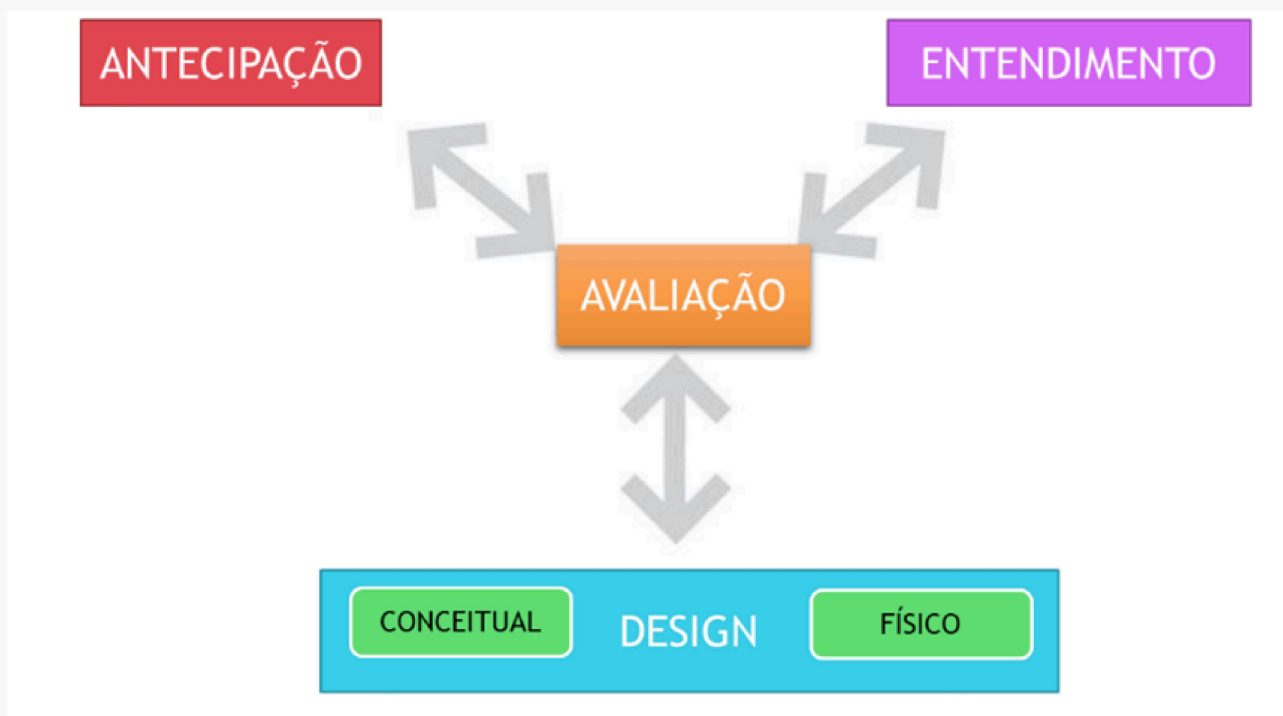 ANTECIPAÇÃO
ENTENDIMENTO
AVALIAÇÃO
CONCEITUAL
DESIGN
FÍSICO